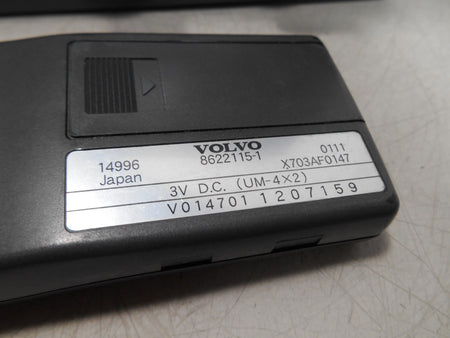 VOLVO
14996 8622115-1 0111
Japan X703AF0147
3V D.C. (UM-4×2)
V014701 1207159